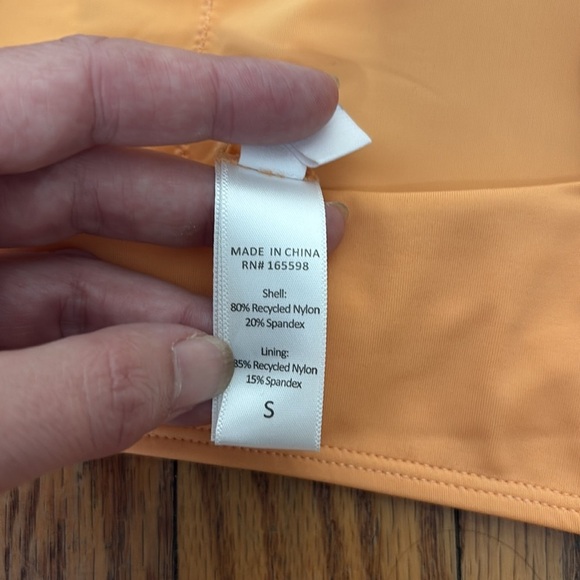 MADE IN CHINA
RN# 165598
Shell:
80% Recycled Nylon
20% Spandex
Lining:
85% Recycled Nylon
15% Spandex
S